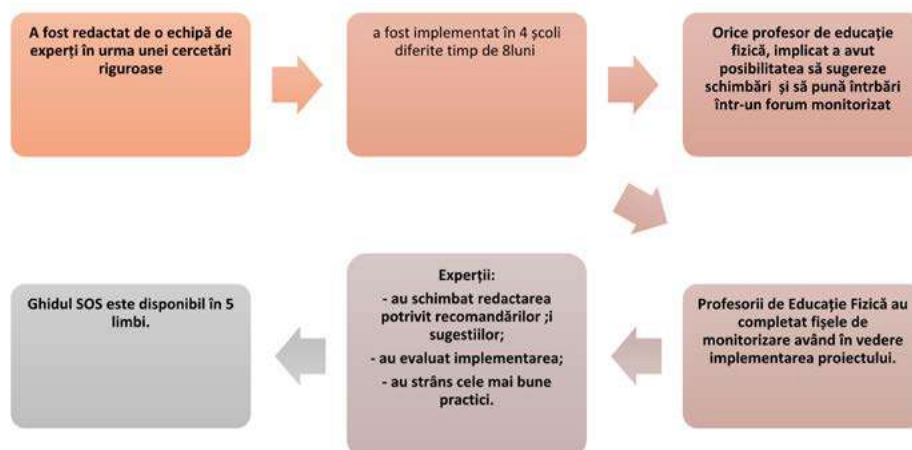 A fost redactat de o echipă de
experți în urma unei cercetări
riguroase
a fost implementat în 4 școli
diferite timp de 8luni
Orice profesor de educație
fizică, implicat a avut
posibilitatea să sugereze
schimbări și să pună întrbări
într-un forum monitorizat
Profesorii de Educație Fizică au
completat fișele de
monitorizare având în vedere
implementarea proiectului.
Experții:
- au schimbat redactarea
potrivit recomandărilor ;i
sugestiilor;
- au evaluat implementarea;
- au strâns cele mai bune
practici.
Ghidul SOS este disponibil în 5
limbi.